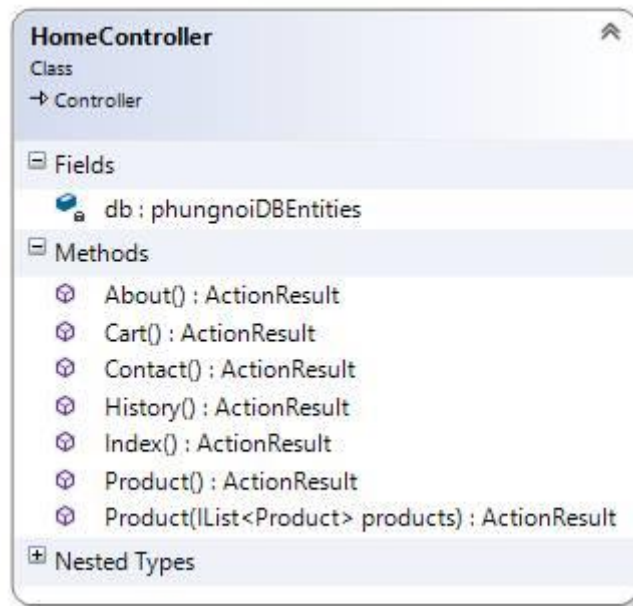 HomeController
Class
Controller
Fields
db : phungnoiDBEntities
Methods
About() : ActionResult
Cart() : ActionResult
Contact() : ActionResult
History() : ActionResult
Index() : ActionResult
Product() : ActionResult
Product(IList<Product> products) : ActionResult
Nested Types